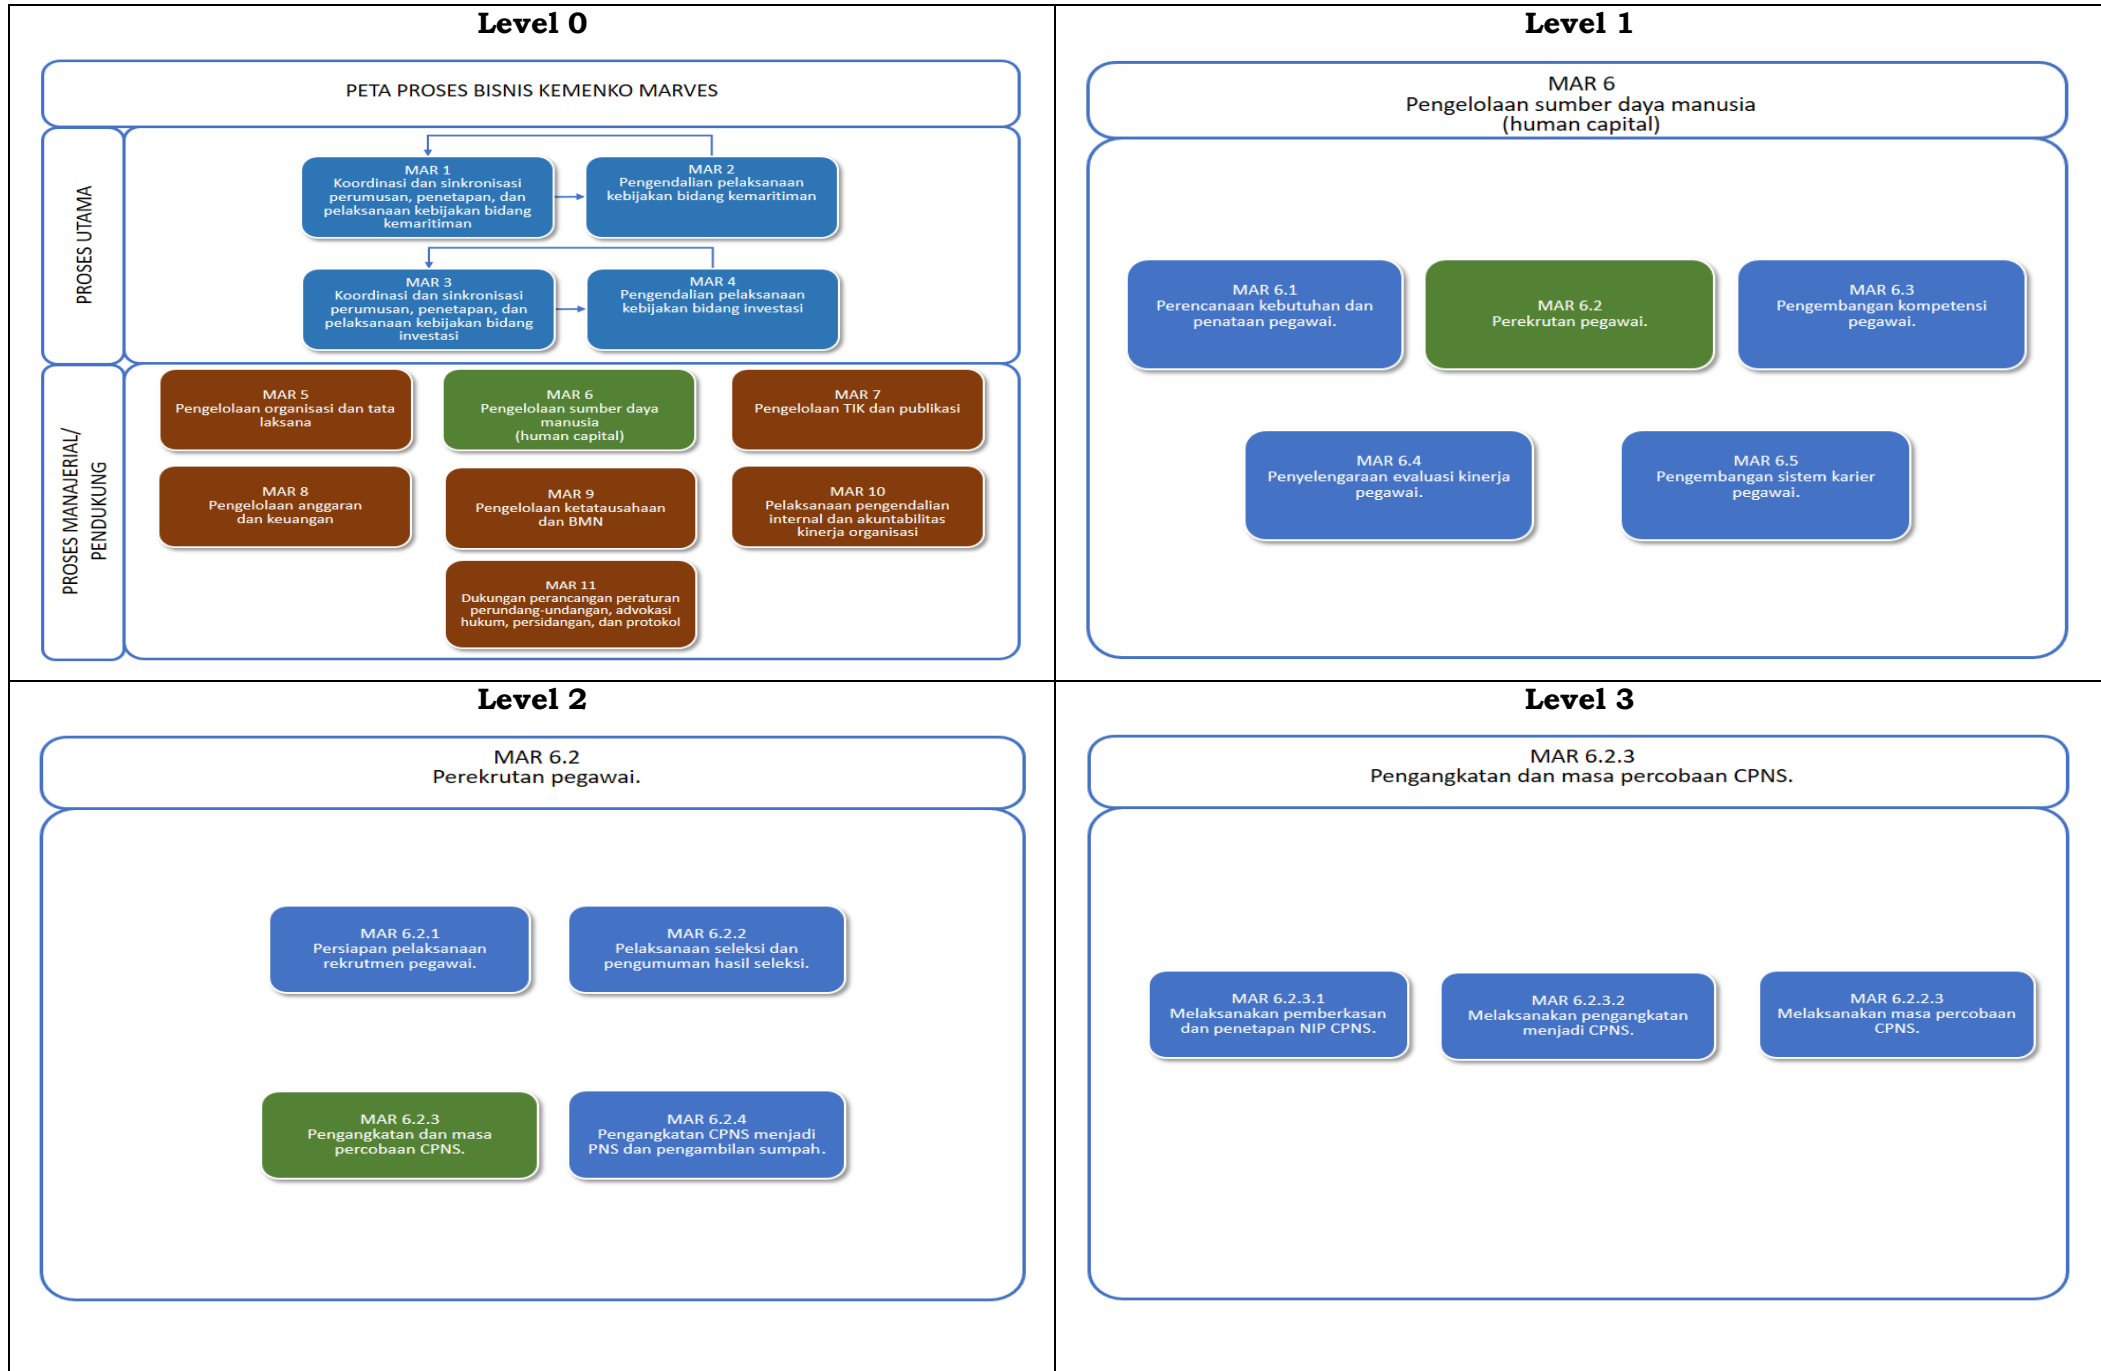 Level 0
PETA PROSES BISNIS KEMENKO MARVES
PROSES UTAMA
MAR 1
Koordinasi dan sinkronisasi
perumusan, penetapan, dan
pelaksanaan kebijakan bidang
kemaritiman
MAR 2
Pengendalian pelaksanaan
kebijakan bidang kemaritiman
MAR 3
Koordinasi dan sinkronisasi
perumusan, penetapan, dan
pelaksanaan kebijakan bidang
investasi
MAR 4
Pengendalian pelaksanaan
kebijakan bidang investasi
PROSES MANAJERIAL/
PENDUKUNG
MAR 5
Pengelolaan organisasi dan tata
laksana
MAR 6
Pengelolaan sumber daya
manusia
(human capital)
MAR 7
Pengelolaan TIK dan publikasi
MAR 8
Pengelolaan anggaran
dan keuangan
MAR 9
Pengelolaan ketatausahaan
dan BMN
MAR 10
Pelaksanaan pengendalian
internal dan akuntabilitas
kinerja organisasi
MAR 11
Dukungan perancangan peraturan
perundang-undangan, advokasi
hukum, persidangan, dan protokol
Level 1
MAR 6
Pengelolaan sumber daya manusia
(human capital)
MAR 6.1
Perencanaan kebutuhan dan
penataan pegawai.
MAR 6.2
Perekrutan pegawai.
MAR 6.3
Pengembangan kompetensi
pegawai.
MAR 6.4
Penyelengaraan evaluasi kinerja
pegawai.
MAR 6.5
Pengembangan sistem karier
pegawai.
Level 2
MAR 6.2
Perekrutan pegawai.
MAR 6.2.1
Persiapan pelaksanaan
rekrutmen pegawai.
MAR 6.2.2
Pelaksanaan seleksi dan
pengumuman hasil seleksi.
MAR 6.2.3
Pengangkatan dan masa
percobaan CPNS.
MAR 6.2.4
Pengangkatan CPNS menjadi
PNS dan pengambilan sumpah.
Level 3
MAR 6.2.3
Pengangkatan dan masa percobaan CPNS.
MAR 6.2.3.1
Melaksanakan pemberkasan
dan penetapan NIP CPNS.
MAR 6.2.3.2
Melaksanakan pengangkatan
menjadi CPNS.
MAR 6.2.2.3
Melaksanakan masa percobaan
CPNS.